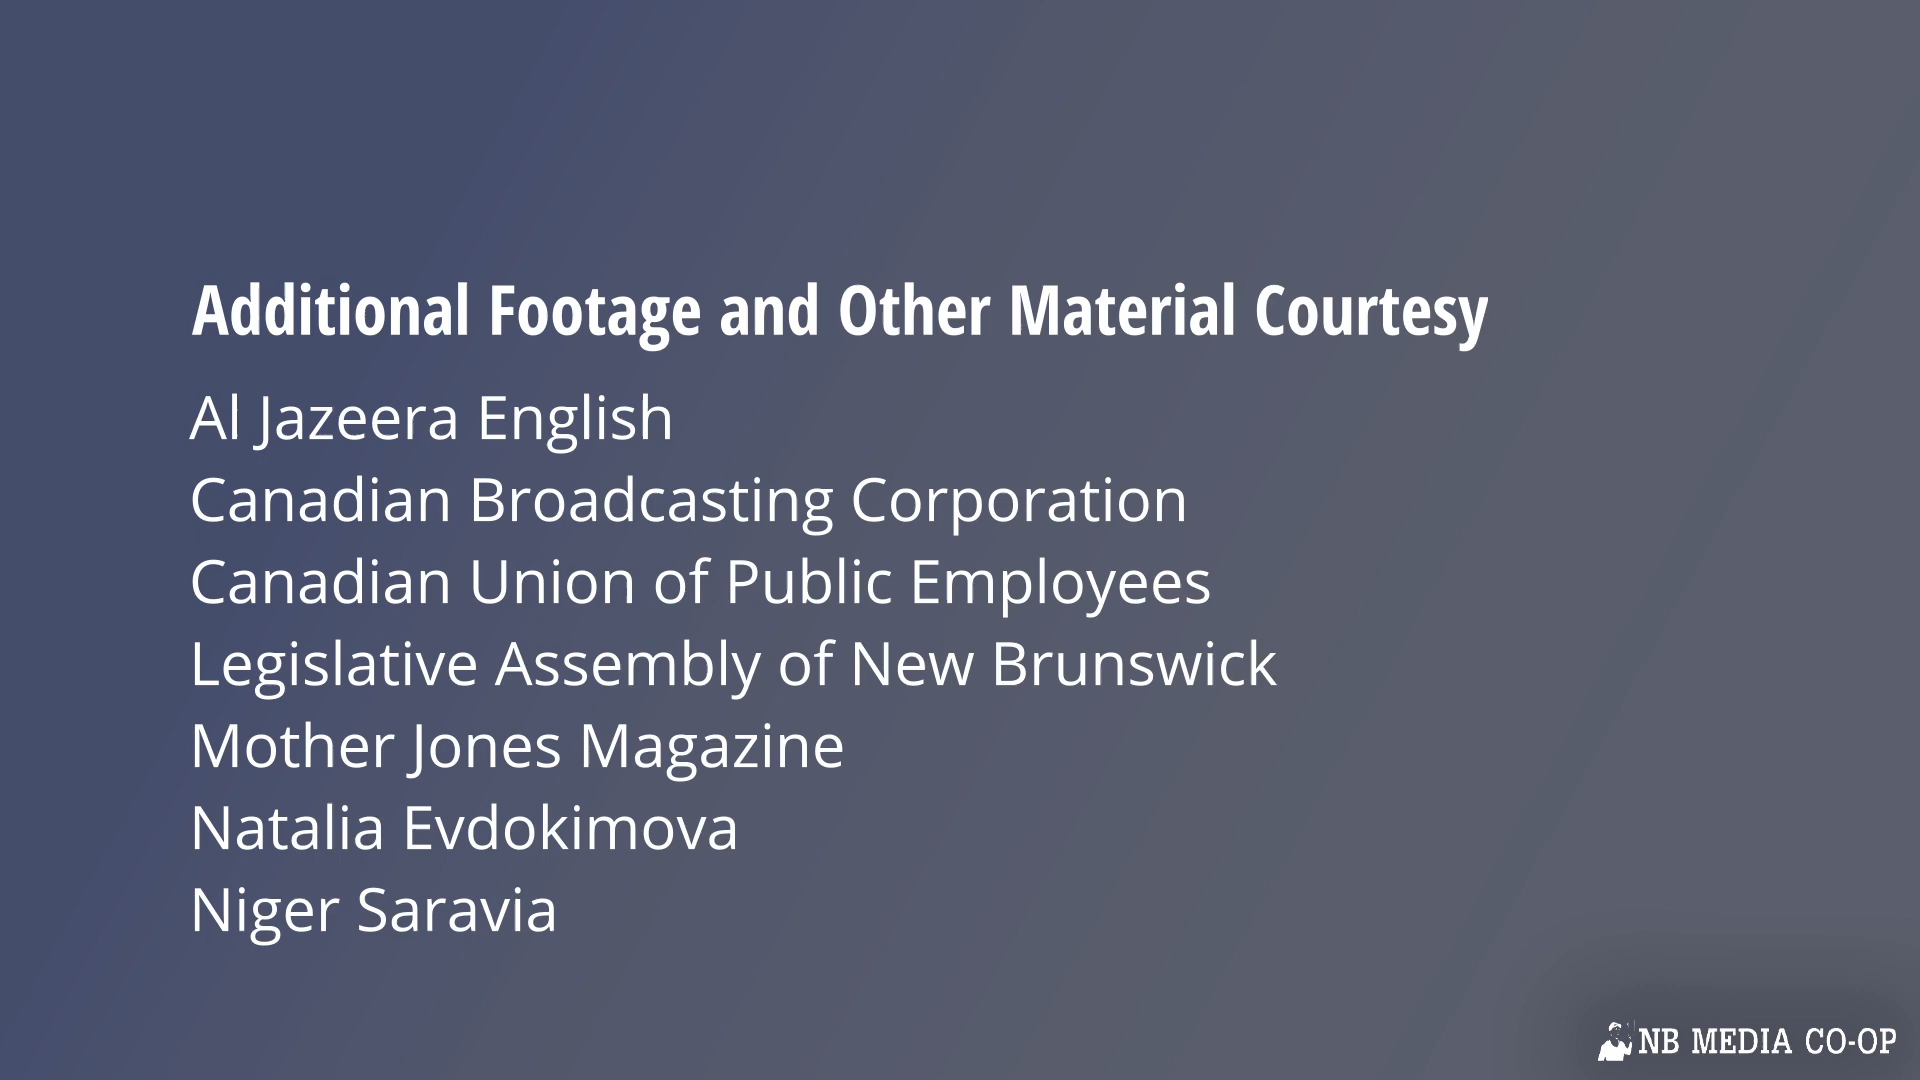 Additional Footage and Other Material Courtesy
Al Jazeera English
Canadian Broadcasting Corporation
Canadian Union of Public Employees
Legislative Assembly of New Brunswick
Mother Jones Magazine
Natalia Evdokimova
Niger Saravia
NB MEDIA CO-OP